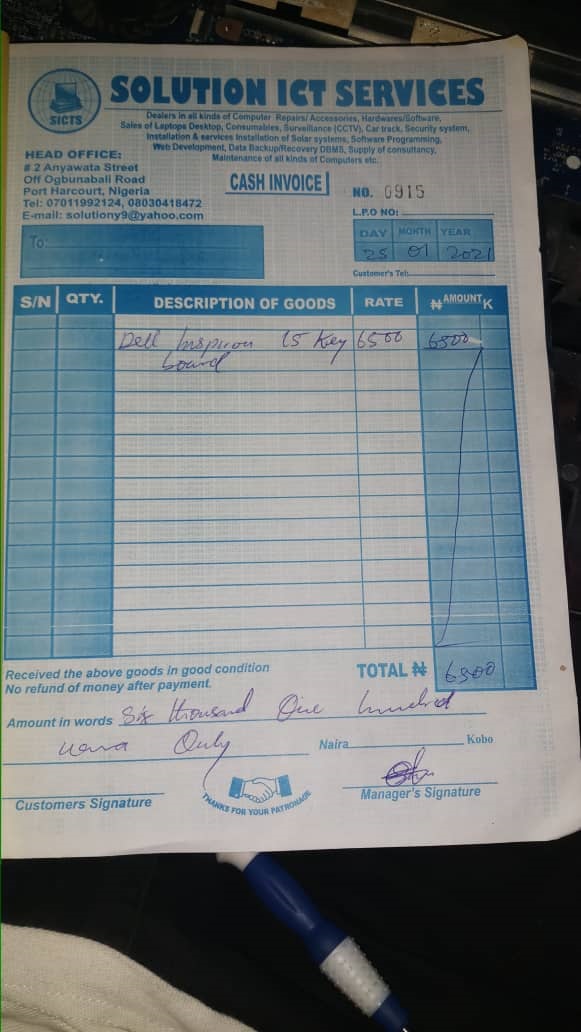 SICTS
SOLUTION ICT SERVICES
Dealers in all kinds of Computer Repairs/Accessories, Hardwares/Software,
Sales of Laptops Desktop, Consumables, Surveillance (CCTV), Car track, Security system,
Installation & services Installation of Solar systems, Software Programming,
Web Development, Data Backup/Recovery DBMS, Supply of consultancy,
Maintenance of all kinds of Computers etc.
HEAD OFFICE:
# 2 Anyawata Street
Off Ogbunabali Road
Port Harcourt, Nigeria
Tel: 07011992124, 08030418472
E-mail: solutiony9@yahoo.com
CASH INVOICE
NO. 0915
L.P.O NO:
To:
DAY MONTH YEAR
25 01 2021
Customer's Tel:
S/N QTY. DESCRIPTION OF GOODS RATE ₦ AMOUNT K
Dell Inspiron 15 Key 6500 6500
board
Received the above goods in good condition
No refund of money after payment.
TOTAL ₦ 6500
Amount in words Six thousand One hundred
Only Naira Kobo
Customers Signature
THANKS FOR YOUR PATRONAGE
Manager's Signature